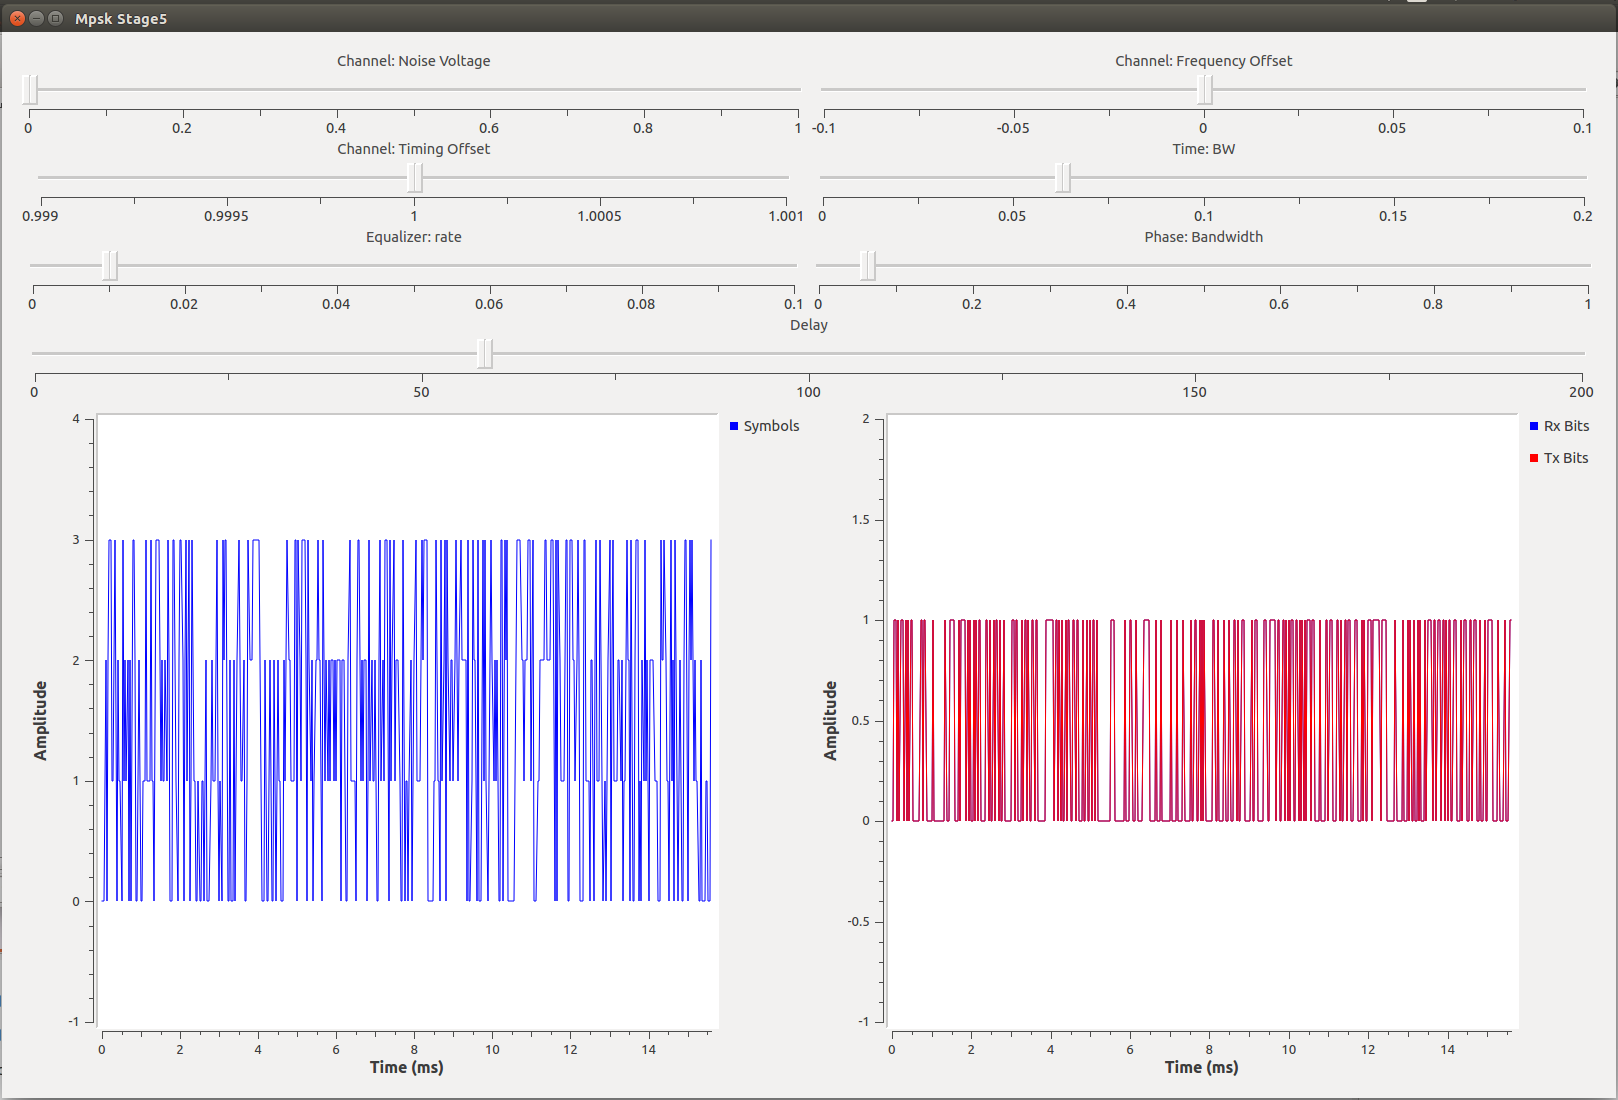 Mpsk Stage5
Channel: Noise Voltage
0 0.2 0.4 0.6 0.8 1
Channel: Frequency Offset
-0.1 -0.05 0 0.05 0.1
Channel: Timing Offset
0.999 0.9995 1 1.0005 1.001
Time: BW
0 0.05 0.1 0.15 0.2
Equalizer: rate
0 0.02 0.04 0.06 0.08 0.1
Phase: Bandwidth
0 0.2 0.4 0.6 0.8 1
Delay
0 50 100 150 200
4
3
2
1
0
-1
Amplitude
0 2 4 6 8 10 12 14
Time (ms)
Symbols
2
1.5
1
0.5
0
-0.5
-1
Amplitude
0 2 4 6 8 10 12 14
Time (ms)
Rx Bits
Tx Bits